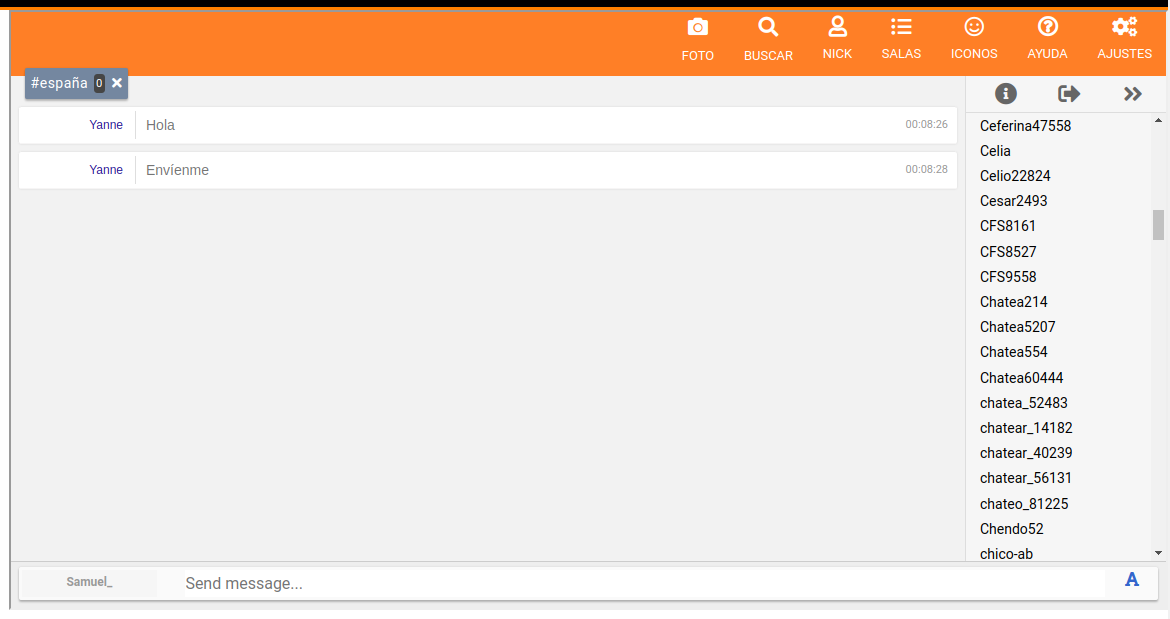 FOTO BUSCAR NICK SALAS ICONOS AYUDA AJUSTES
#españa 0
Yanne Hola 00:08:26
Yanne Envíenme 00:08:28
Ceferina47558
Celia
Celio22824
Cesar2493
CFS8161
CFS8527
CFS9558
Chatea214
Chatea5207
Chatea554
Chatea60444
chatea_52483
chatear_14182
chatear_40239
chatear_56131
chateo_81225
Chendo52
chico-ab
Samuel_ Send message... A